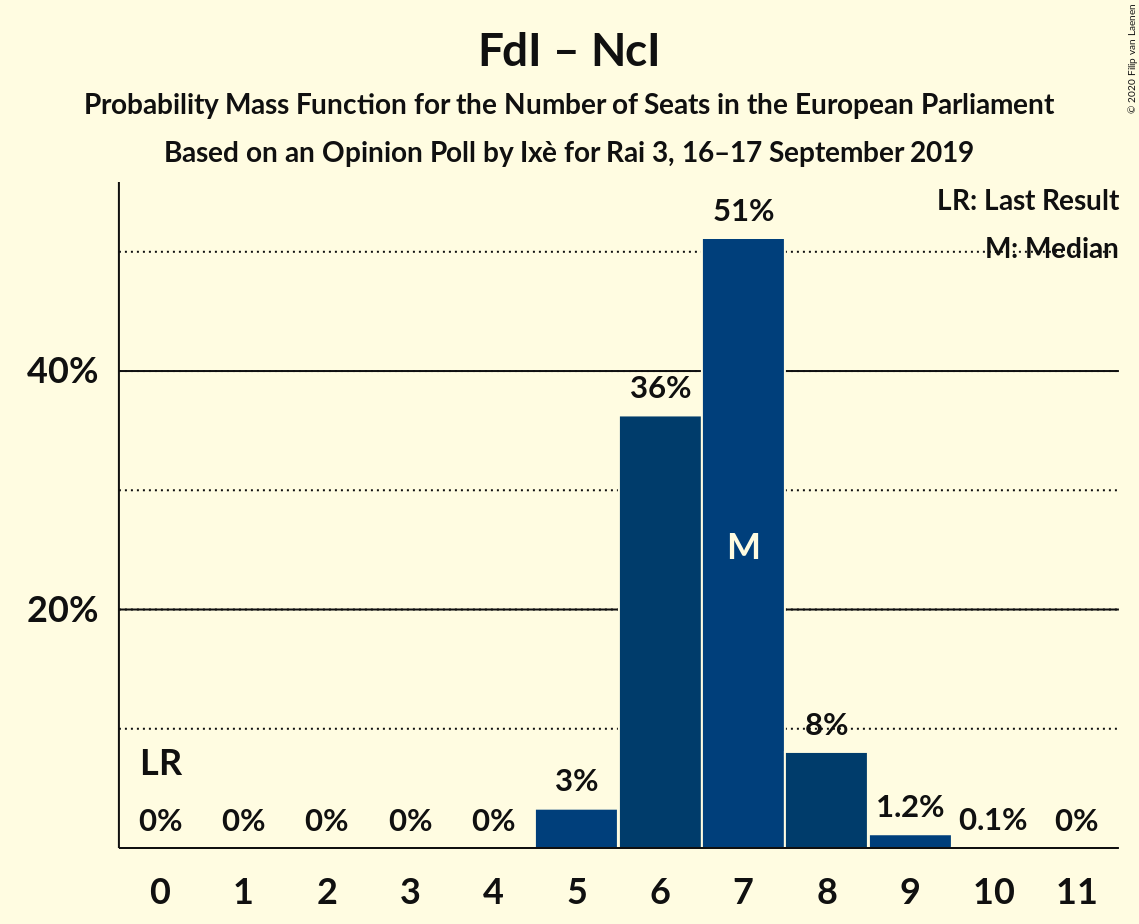 FdI – NcI
Probability Mass Function for the Number of Seats in the European Parliament
Based on an Opinion Poll by Ixè for Rai 3, 16–17 September 2019
© 2020 Filip van Laenen
LR: Last Result
M: Median
51%
40%
36%
M
20%
8%
LR
3%
0% 0% 0% 0% 0% 1.2% 0.1% 0%
0 1 2 3 4 5 6 7 8 9 10 11